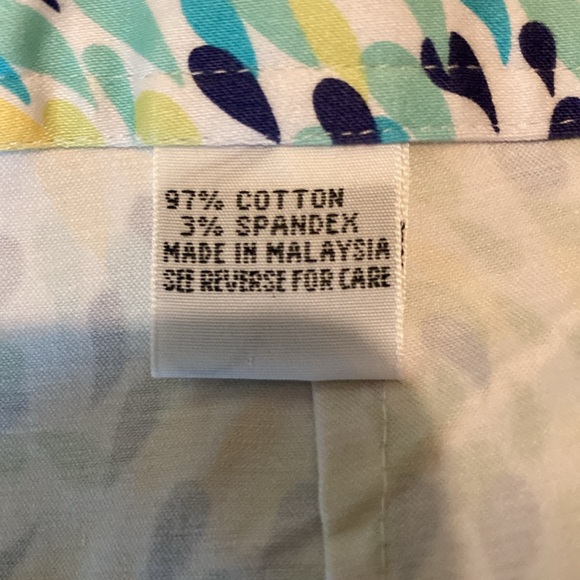 97% COTTON
3% SPANDEX
MADE IN MALAYSIA
SEE REVERSE FOR CARE